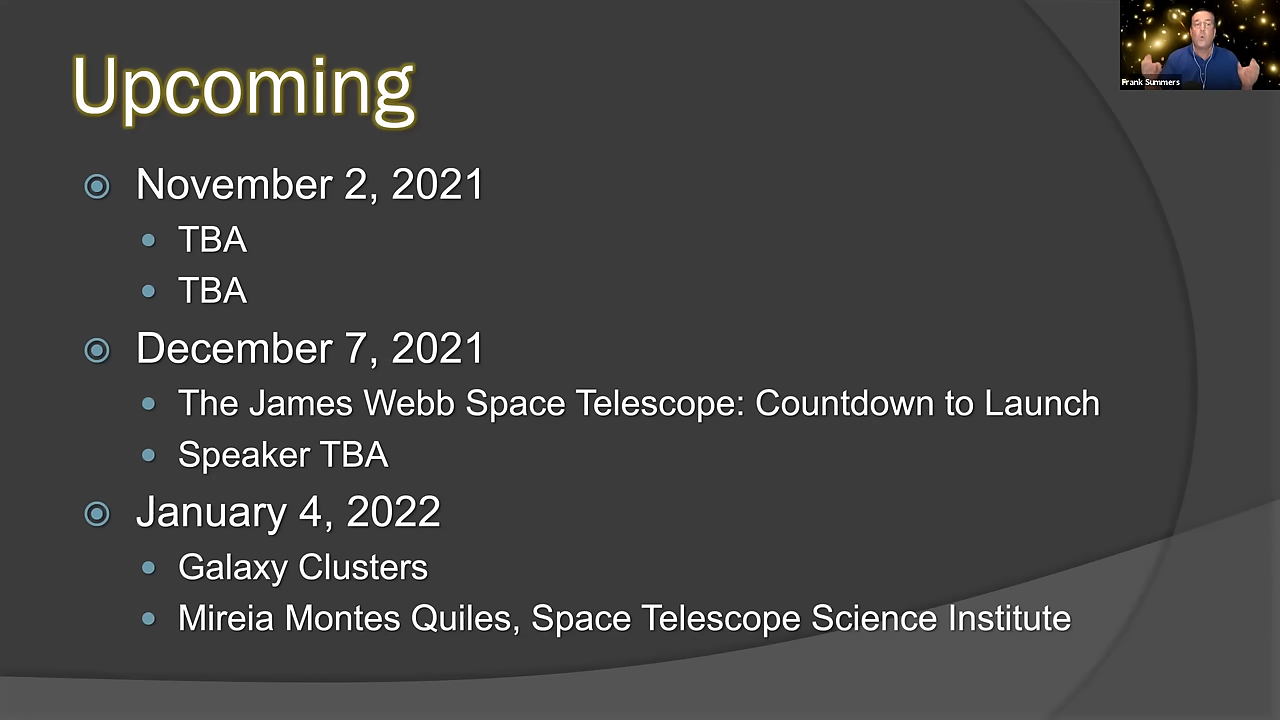 Upcoming
Frank Summers
November 2, 2021
TBA
TBA
December 7, 2021
The James Webb Space Telescope: Countdown to Launch
Speaker TBA
January 4, 2022
Galaxy Clusters
Mireia Montes Quiles, Space Telescope Science Institute